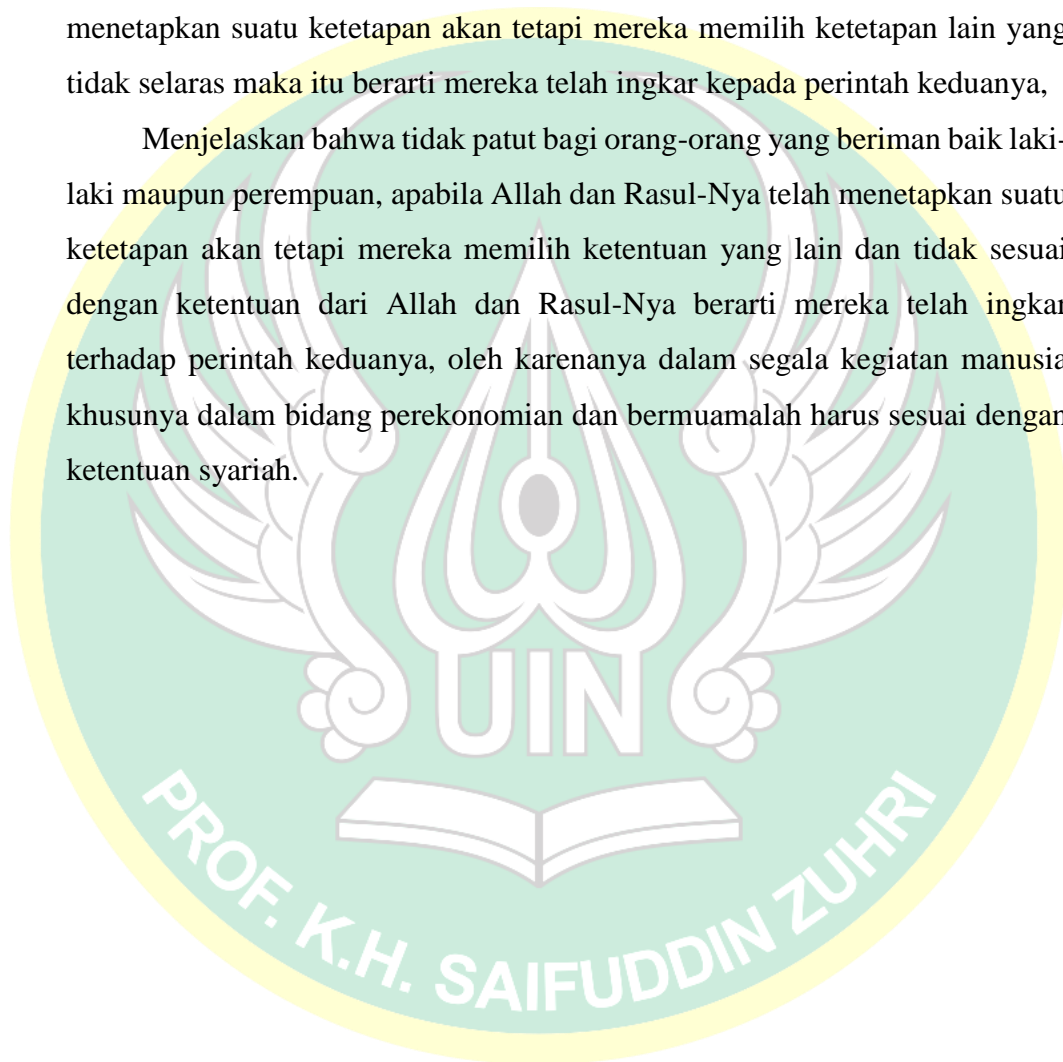 menetapkan suatu ketetapan akan tetapi mereka memilih ketetapan lain yang
tidak selaras maka itu berarti mereka telah ingkar kepada perintah keduanya,
Menjelaskan bahwa tidak patut bagi orang-orang yang beriman baik laki-
laki maupun perempuan, apabila Allah dan Rasul-Nya telah menetapkan suatu
ketetapan akan tetapi mereka memilih ketentuan yang lain dan tidak sesuai
dengan ketentuan dari Allah dan Rasul-Nya berarti mereka telah ingkar
terhadap perintah keduanya, oleh karenanya dalam segala kegiatan manusia
khusunya dalam bidang perekonomian dan bermuamalah harus sesuai dengan
ketentuan syariah.
UIN
PROF. K.H. SAIFUDDIN ZUHRI